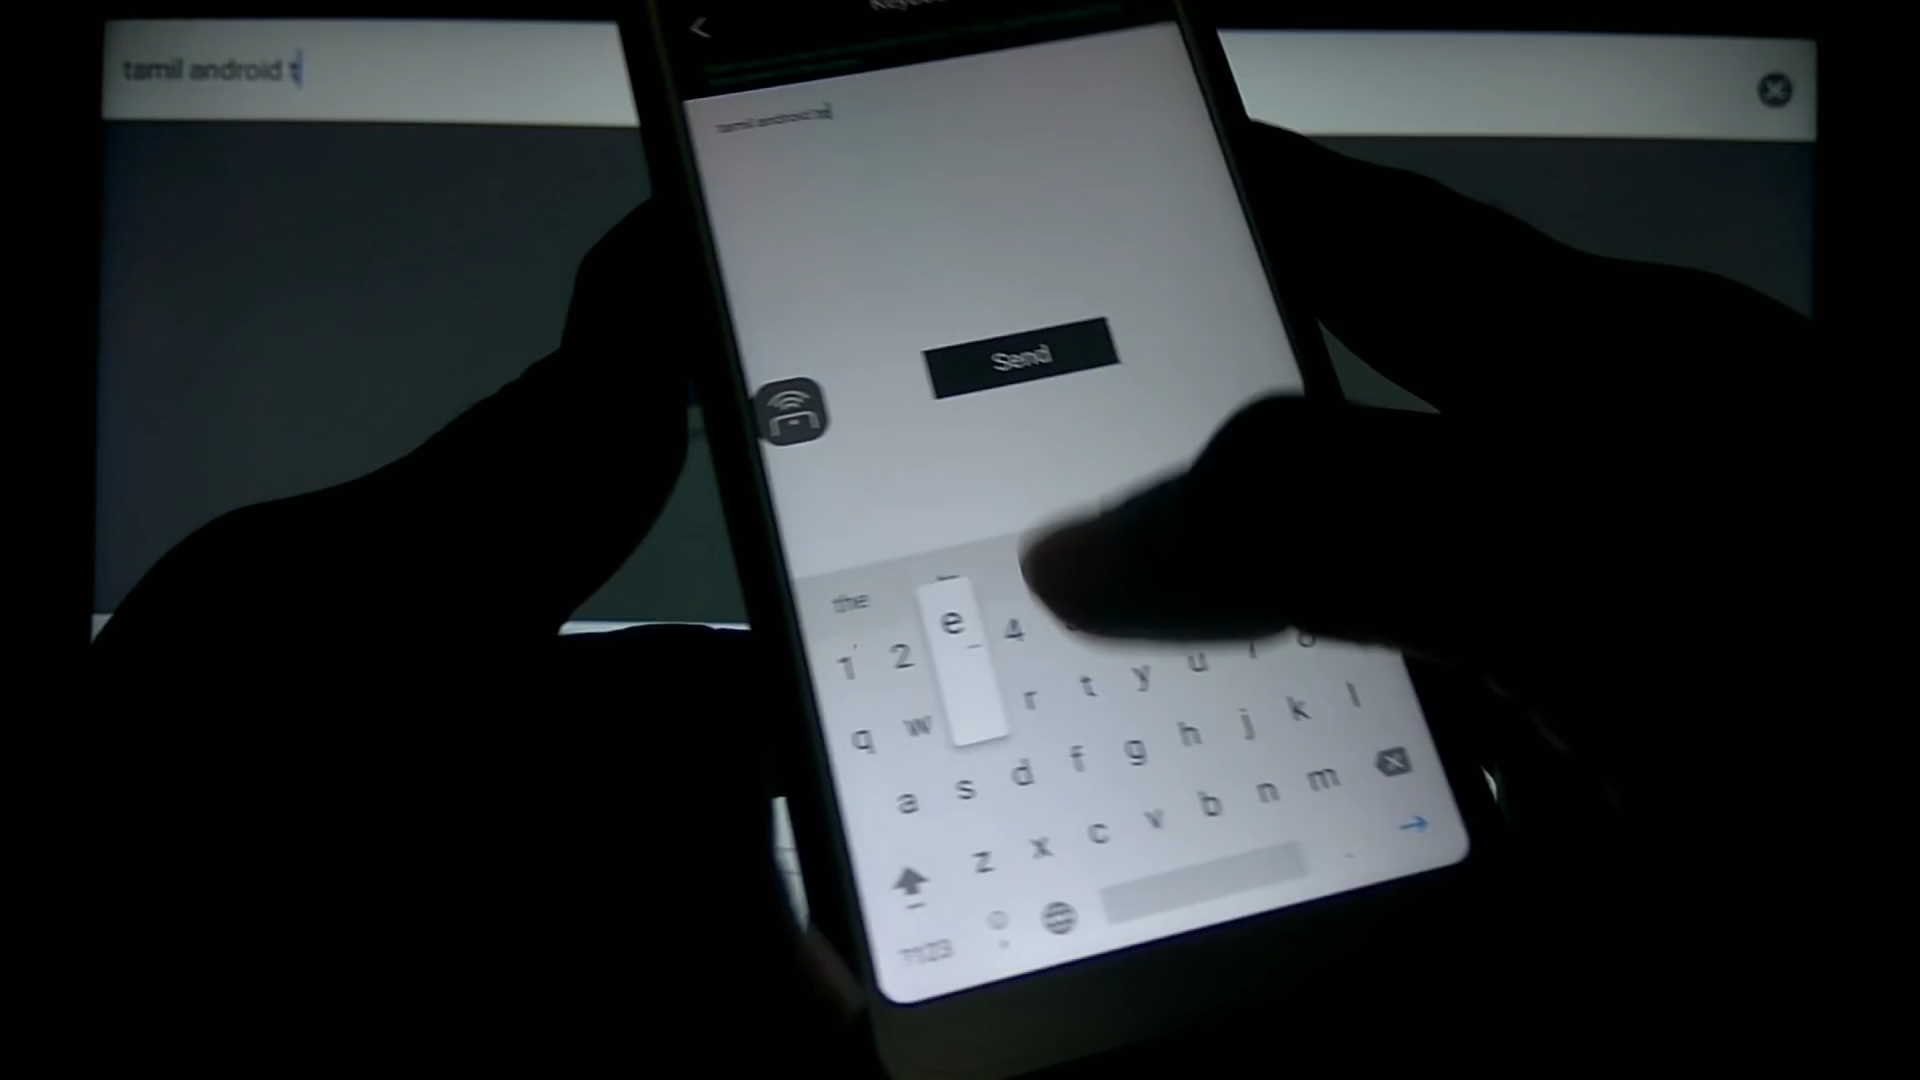 tamil android t
tamil android te
Send
the
e
1 2 4
q w r t y u
a s d f g h j k l
z x c v b n m
?123